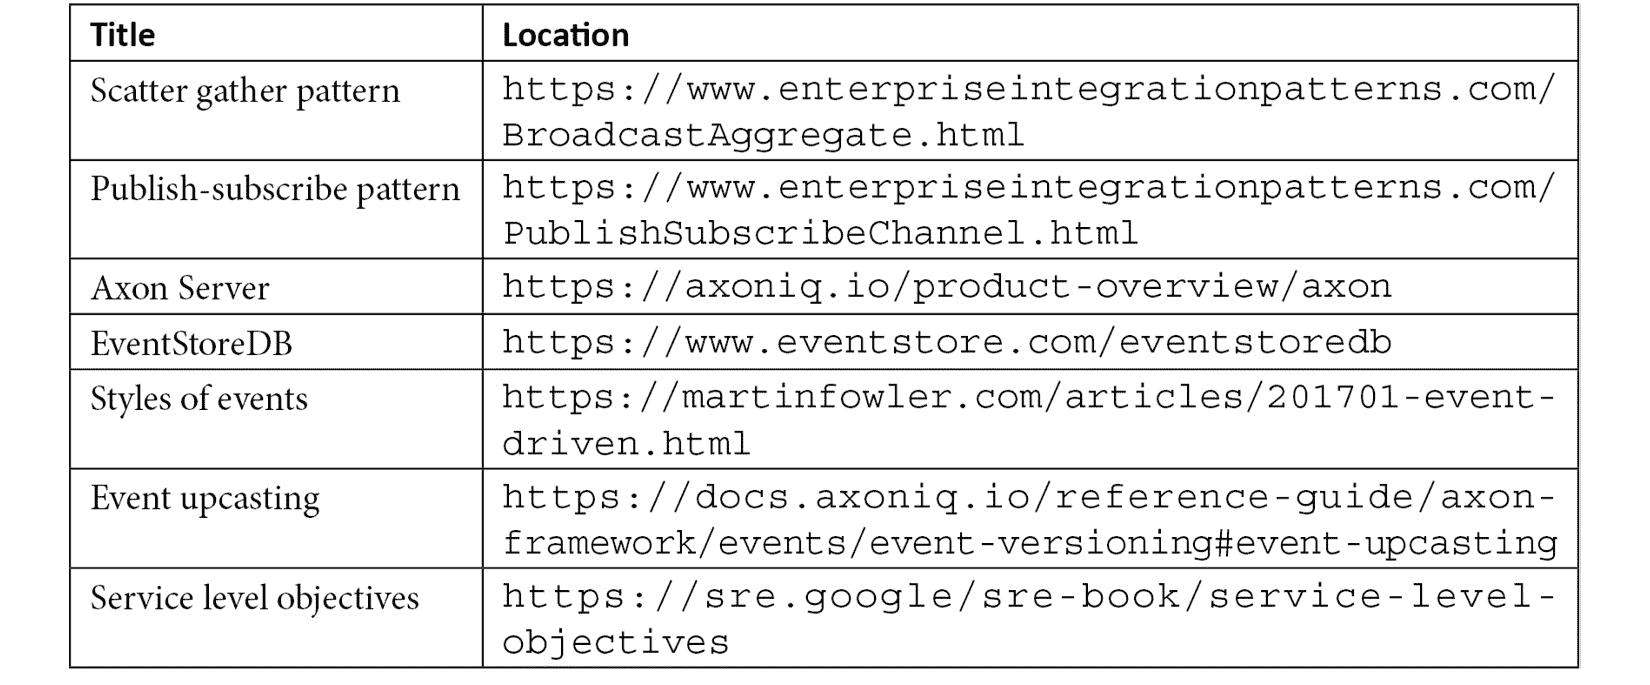 Title Location
Scatter gather pattern https://www.enterpriseintegrationpatterns.com/
BroadcastAggregate.html
Publish-subscribe pattern https://www.enterpriseintegrationpatterns.com/
PublishSubscribeChannel.html
Axon Server https://axoniq.io/product-overview/axon
EventStoreDB https://www.eventstore.com/eventstoredb
Styles of events https://martinfowler.com/articles/201701-event-
driven.html
Event upcasting https://docs.axoniq.io/reference-guide/axon-
framework/events/event-versioning#event-upcasting
Service level objectives https://sre.google/sre-book/service-level-
objectives